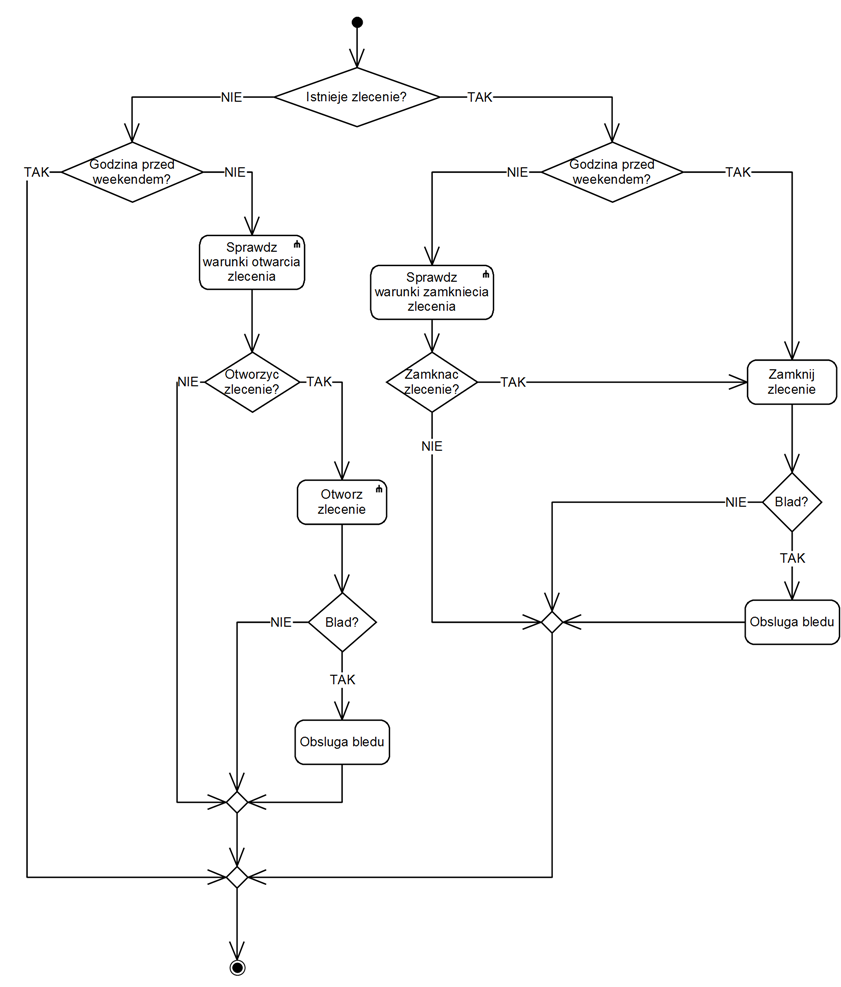 Istnieje zlecenie?
NIE
TAK
Godzina przed
weekendem?
TAK
NIE
Godzina przed
weekendem?
NIE
TAK
Sprawdz
warunki otwarcia
zlecenia
Sprawdz
warunki zamkniecia
zlecenia
Otworzyc
zlecenie?
NIE
TAK
Zamknac
zlecenie?
TAK
NIE
Zamknij
zlecenie
Otworz
zlecenie
Blad?
NIE
TAK
Obsluga bledu
Blad?
NIE
TAK
Obsluga bledu